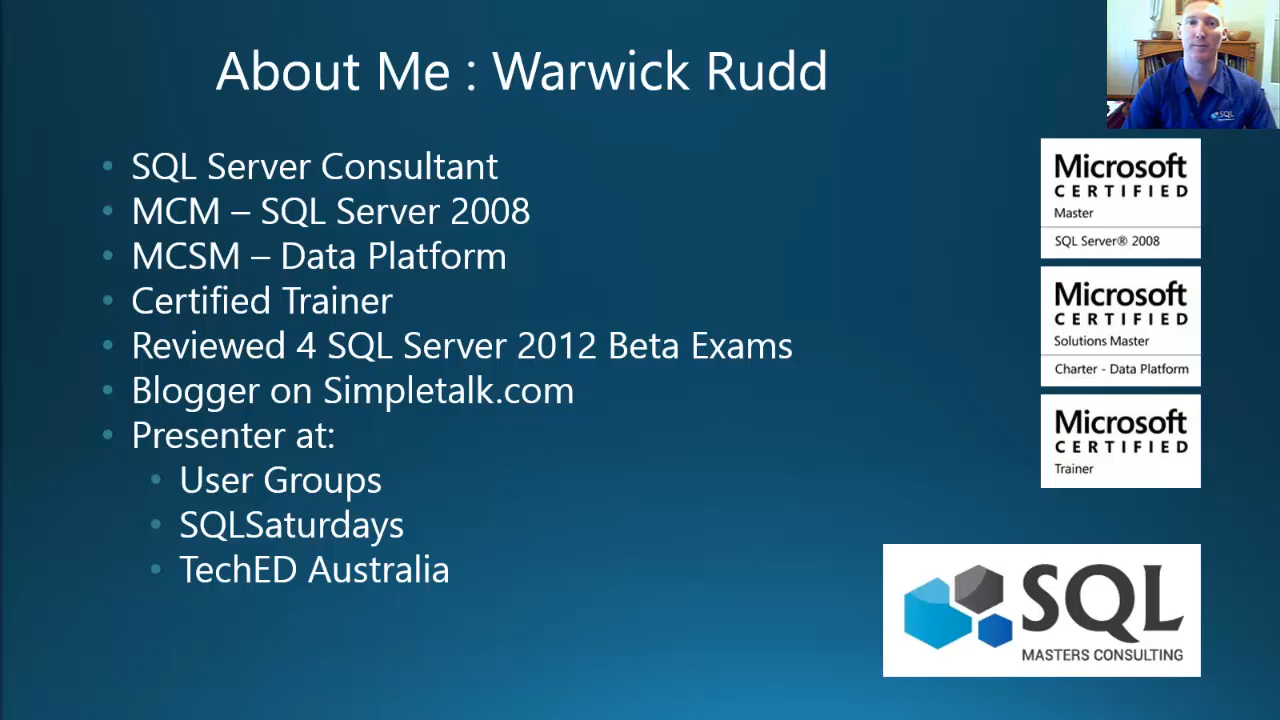 About Me : Warwick Rudd
SQL Server Consultant
MCM – SQL Server 2008
MCSM – Data Platform
Certified Trainer
Reviewed 4 SQL Server 2012 Beta Exams
Blogger on Simpletalk.com
Presenter at:
User Groups
SQLSaturdays
TechED Australia
SQL
Microsoft
CERTIFIED
Master
SQL Server® 2008
Microsoft
CERTIFIED
Solutions Master
Charter - Data Platform
Microsoft
CERTIFIED
Trainer
SQL
MASTERS CONSULTING